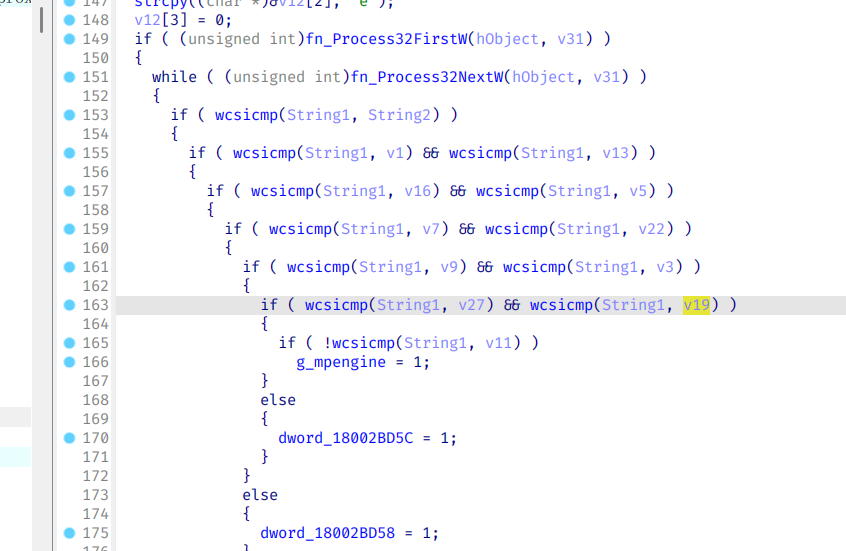 147 strcpy((char *)&v12[2], "e");
148 v12[3] = 0;
149 if ( (unsigned int)fn_Process32FirstW(hObject, v31) )
150 {
151 while ( (unsigned int)fn_Process32NextW(hObject, v31) )
152 {
153 if ( wcsicmp(String1, String2) )
154 {
155 if ( wcsicmp(String1, v1) && wcsicmp(String1, v13) )
156 {
157 if ( wcsicmp(String1, v16) && wcsicmp(String1, v5) )
158 {
159 if ( wcsicmp(String1, v7) && wcsicmp(String1, v22) )
160 {
161 if ( wcsicmp(String1, v9) && wcsicmp(String1, v3) )
162 {
163 if ( wcsicmp(String1, v27) && wcsicmp(String1, v19) )
164 {
165 if ( !wcsicmp(String1, v11) )
166 g_mpengine = 1;
167 }
168 else
169 {
170 dword_18002BD5C = 1;
171 }
172 }
173 else
174 {
175 dword_18002BD58 = 1;
176 }